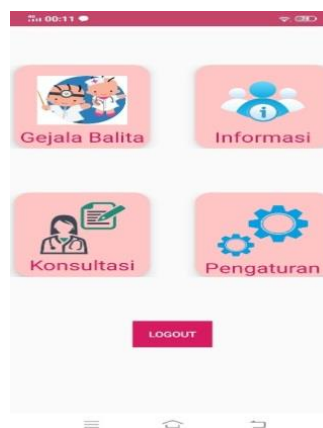 00:11
Gejala Balita
Informasi
Konsultasi
Pengaturan
LOGOUT